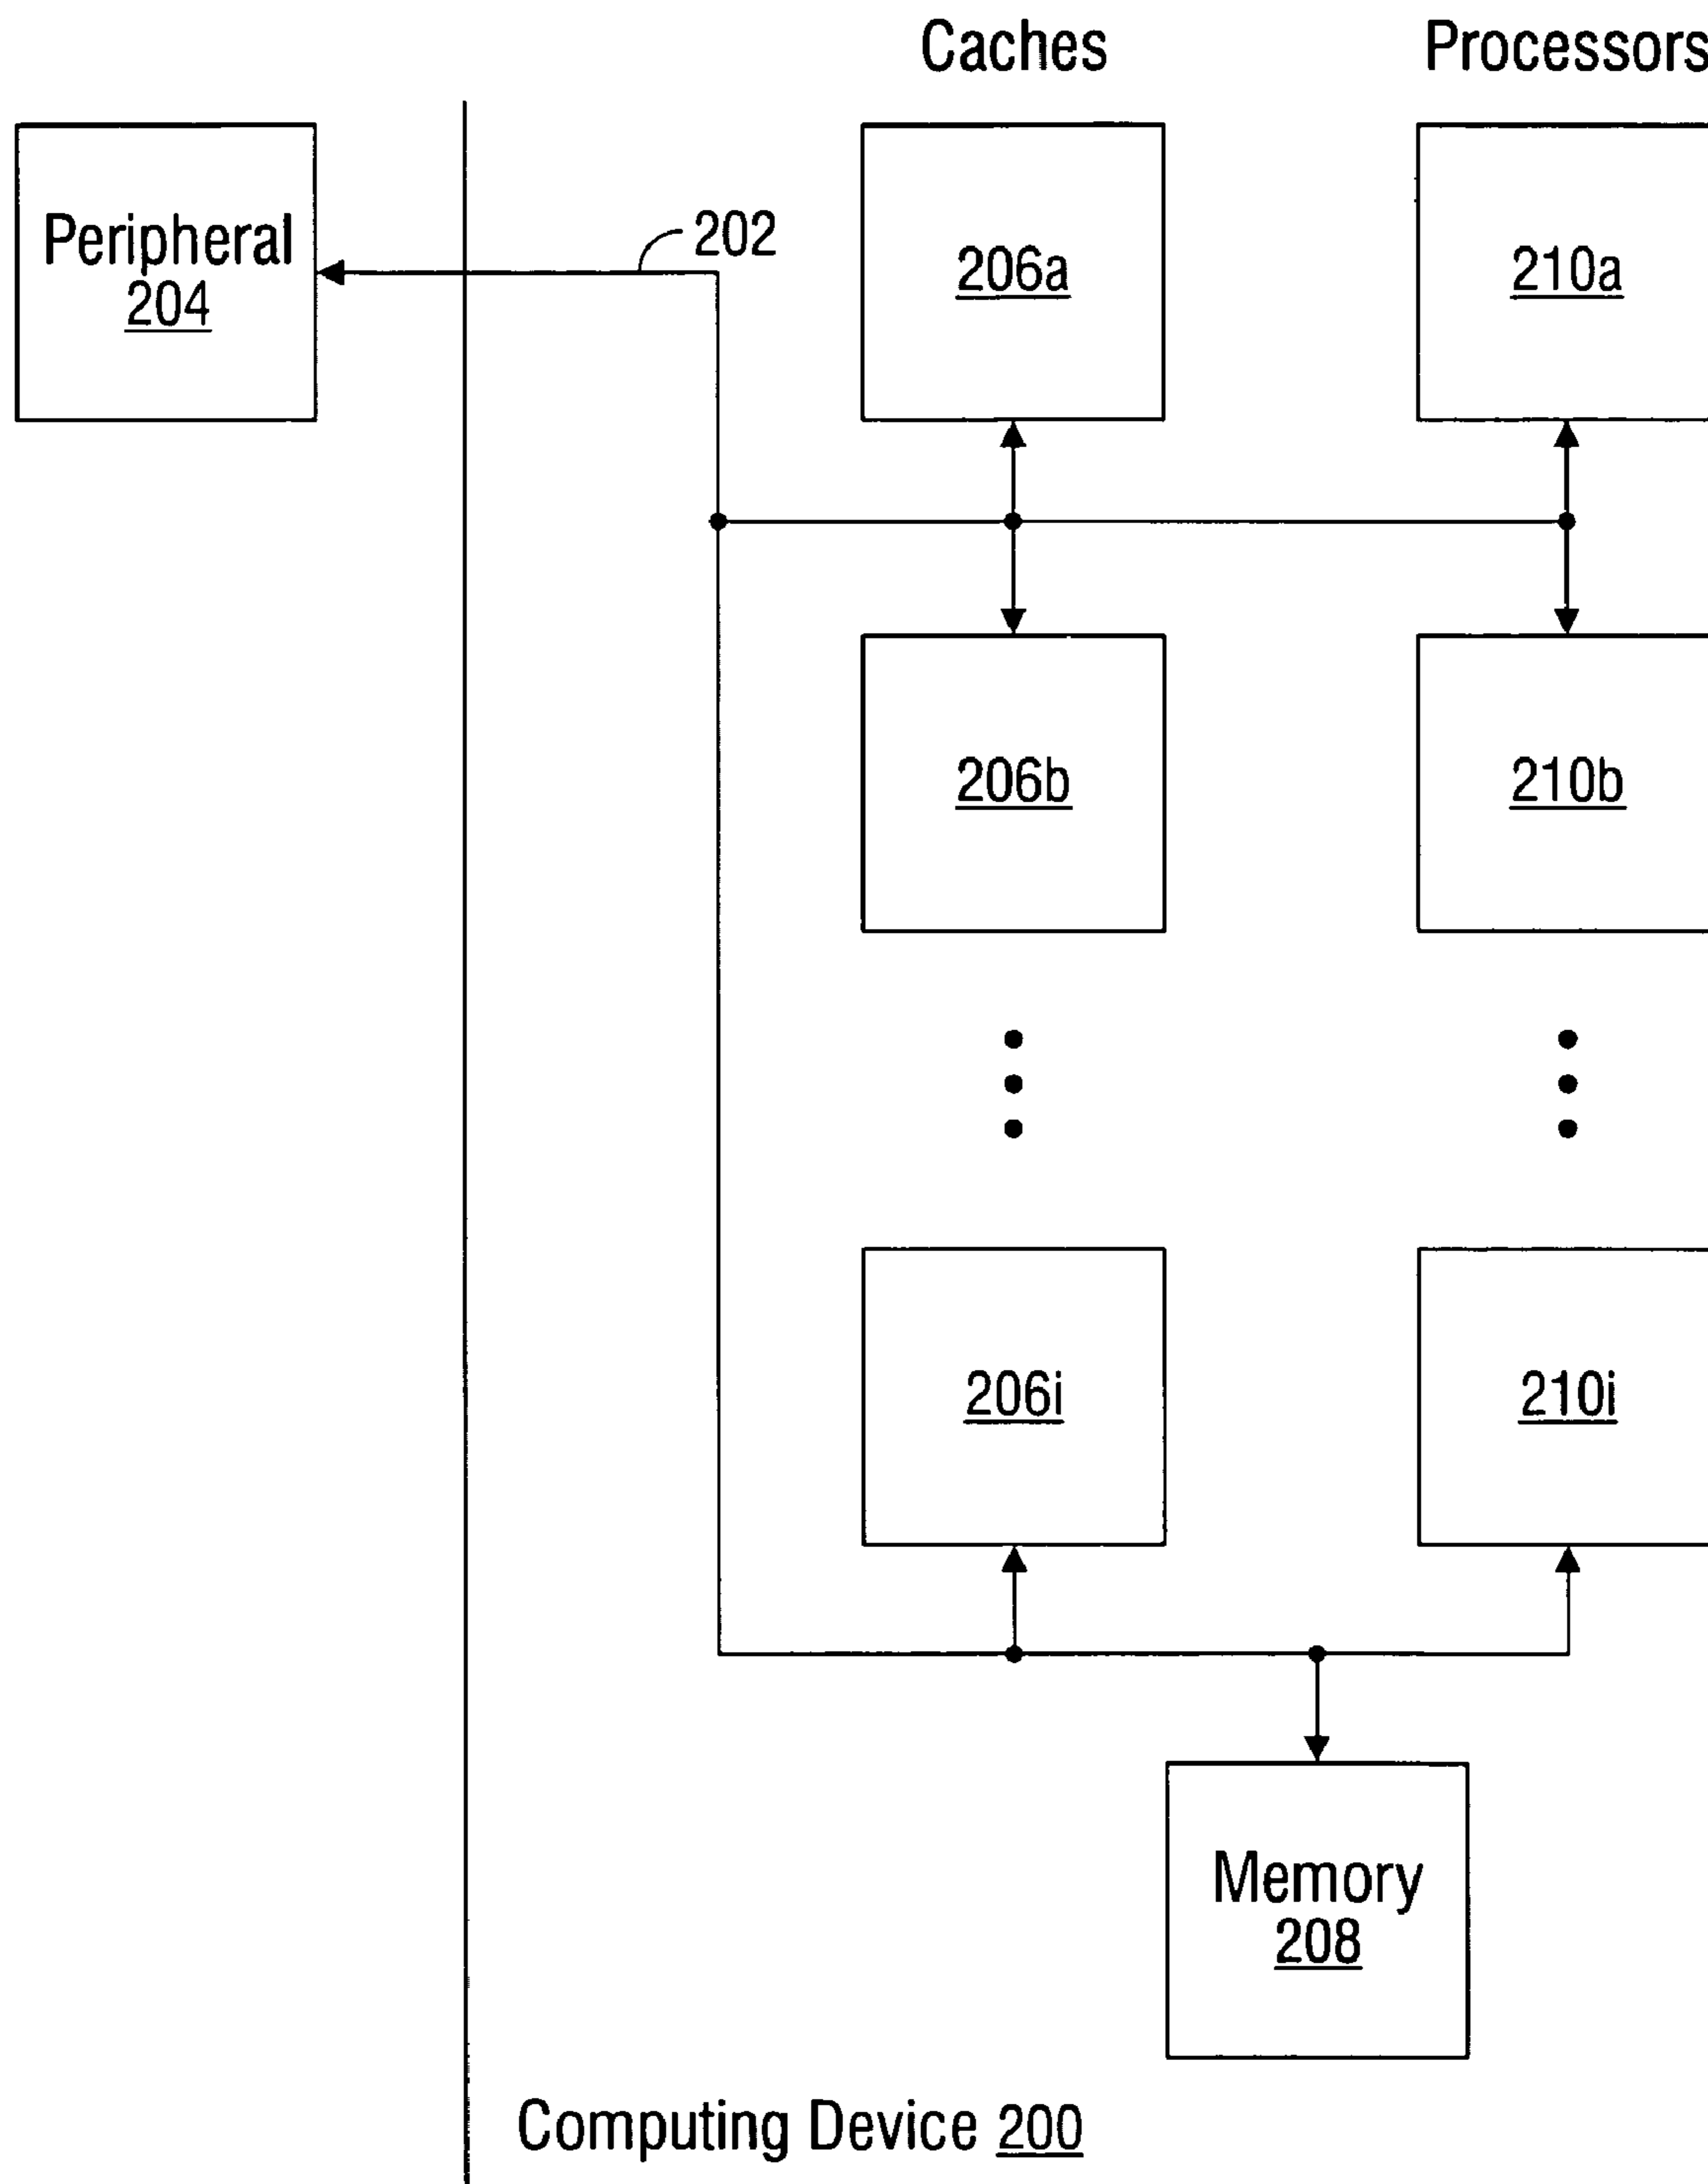 Caches
Processors
Peripheral
204
202
206a
210a
206b
210b
206i
210i
Memory
208
Computing Device 200